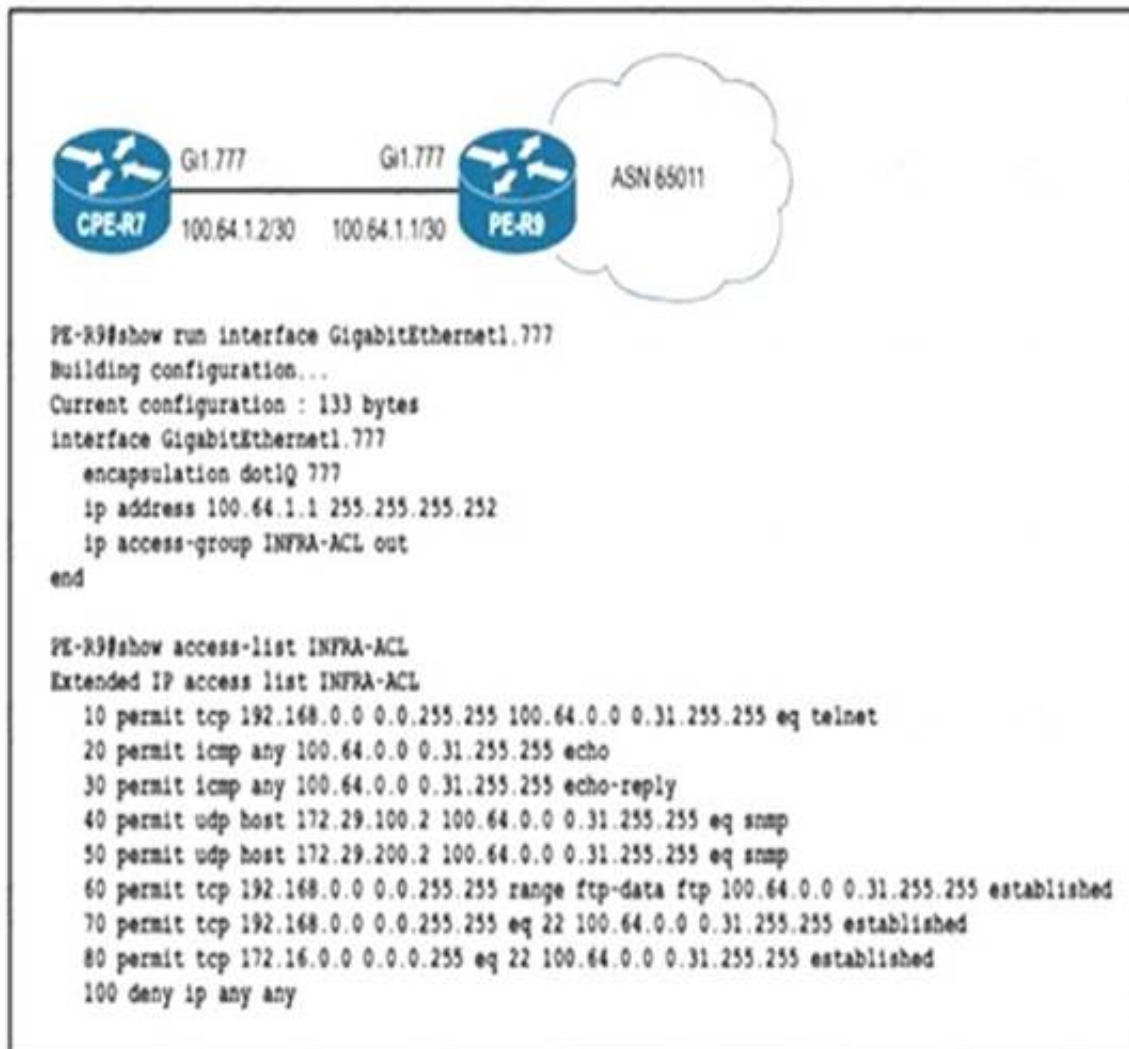 Gi1.777 Gi1.777
ASN 65011
CPE-R7 100.64.1.2/30 100.64.1.1/30 PE-R9
PE-R9#show run interface GigabitEthernet1.777
Building configuration...
Current configuration : 133 bytes
interface GigabitEthernet1.777
encapsulation dot1Q 777
ip address 100.64.1.1 255.255.255.252
ip access-group INFRA-ACL out
end
PE-R9#show access-list INFRA-ACL
Extended IP access list INFRA-ACL
10 permit tcp 192.168.0.0 0.0.255.255 100.64.0.0 0.31.255.255 eq telnet
20 permit icmp any 100.64.0.0 0.31.255.255 echo
30 permit icmp any 100.64.0.0 0.31.255.255 echo-reply
40 permit udp host 172.29.100.2 100.64.0.0 0.31.255.255 eq snmp
50 permit udp host 172.29.200.2 100.64.0.0 0.31.255.255 eq snmp
60 permit tcp 192.168.0.0 0.0.255.255 range ftp-data ftp 100.64.0.0 0.31.255.255 established
70 permit tcp 192.168.0.0 0.0.255.255 eq 22 100.64.0.0 0.31.255.255 established
80 permit tcp 172.16.0.0 0.0.0.255 eq 22 100.64.0.0 0.31.255.255 established
100 deny ip any any